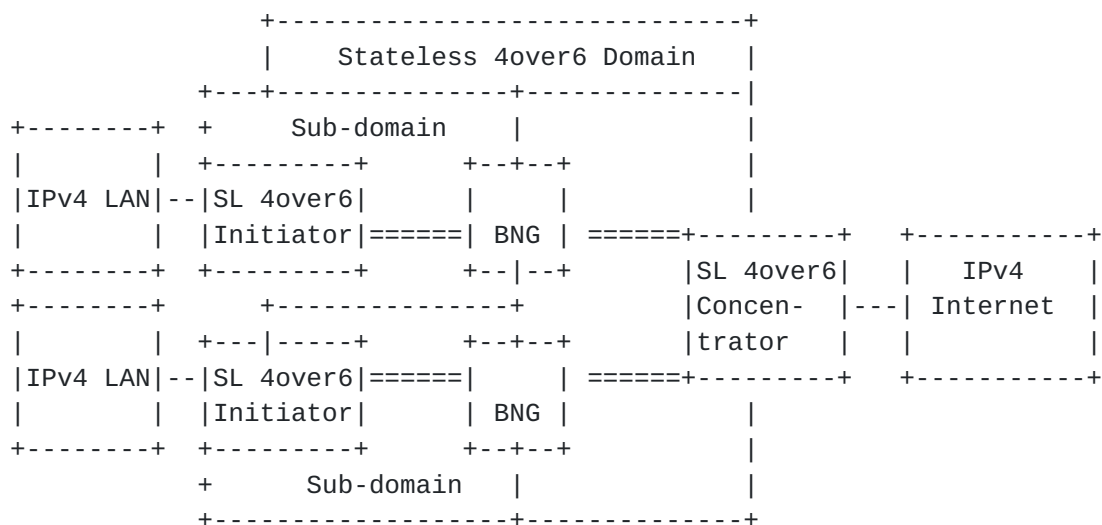 Stateless 4over6 Domain
Sub-domain
IPv4 LAN SL 4over6
Initiator BNG
SL 4over6 IPv4
Concen- Internet
trator
IPv4 LAN SL 4over6
Initiator BNG
Sub-domain